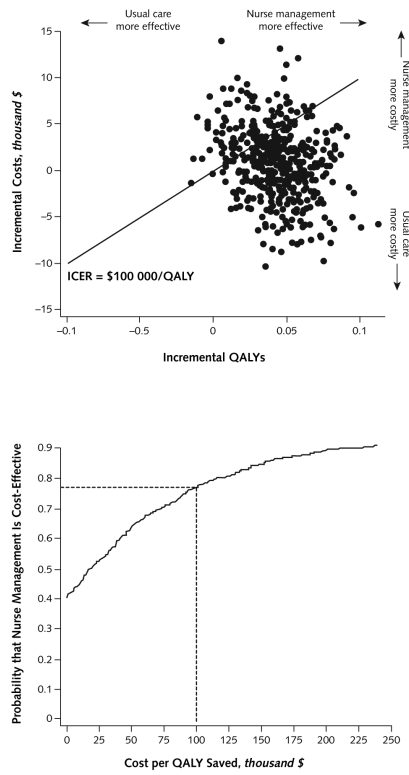 Usual care
more effective
Nurse management
more effective
15
10
5
0
–5
–10
–15
Incremental Costs, thousand $
Nurse management
more costly
Usual care
more costly
ICER = $100 000/QALY
–0.1
–0.5
0
0.05
0.1
Incremental QALYs
0.9
0.8
0.7
0.6
0.5
0.4
0.3
0.2
0.1
0
Probability that Nurse Management Is Cost-Effective
0
25
50
75
100
125
150
175
200
225
250
Cost per QALY Saved, thousand $